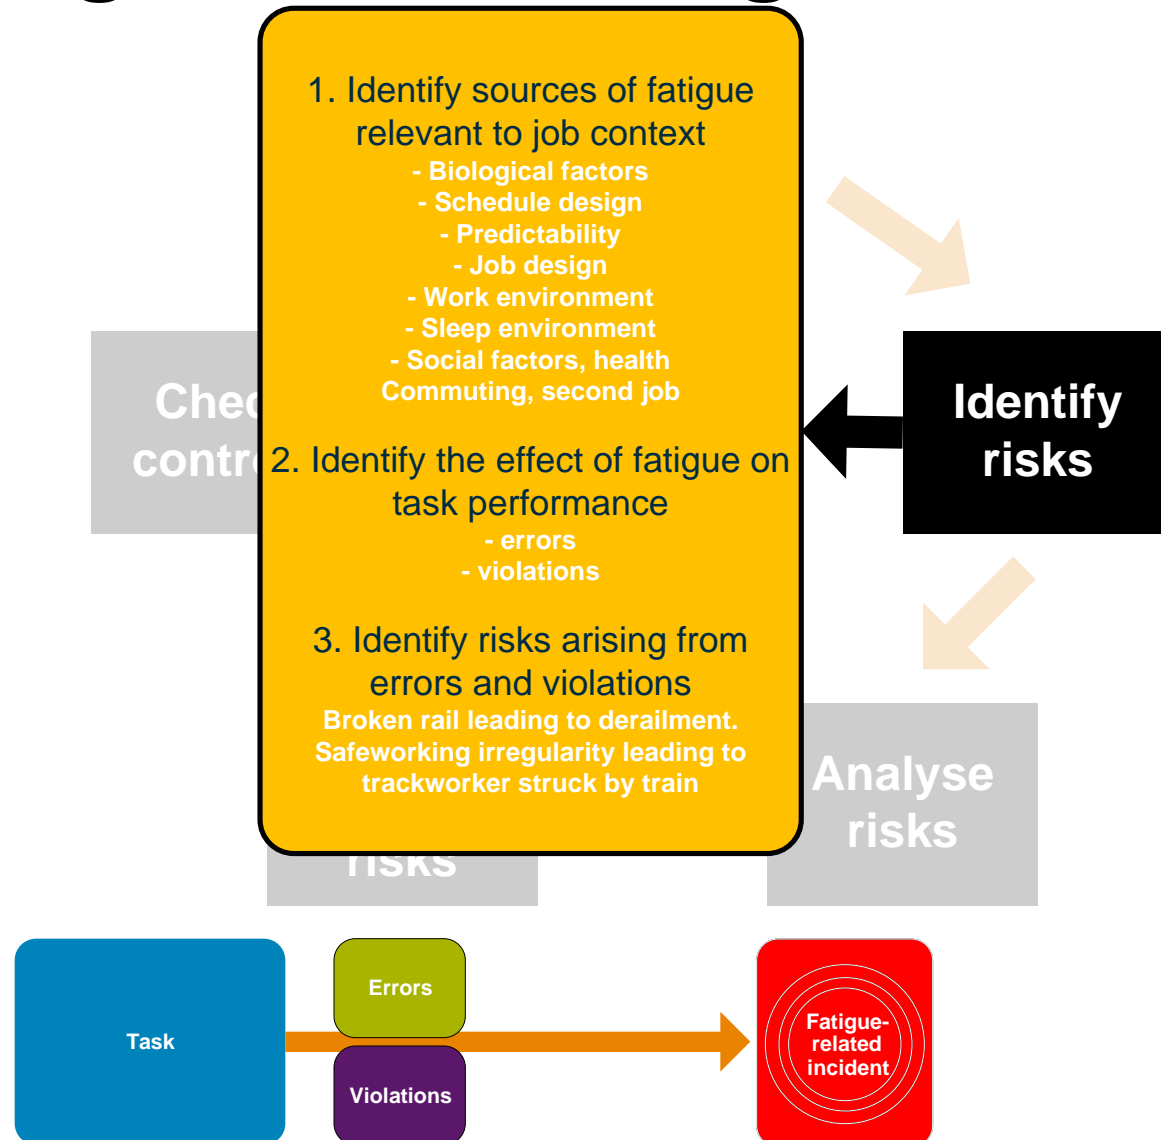 1. Identify sources of fatigue
relevant to job context
- Biological factors
- Schedule design
- Predictability
- Job design
- Work environment
- Sleep environment
- Social factors, health
Commuting, second job
2. Identify the effect of fatigue on
task performance
- errors
- violations
3. Identify risks arising from
errors and violations
Broken rail leading to derailment.
Safeworking irregularity leading to
trackworker struck by train
Identify
risks
Analyse
risks
risks
Task
Errors
Violations
Fatigue-
related
incident